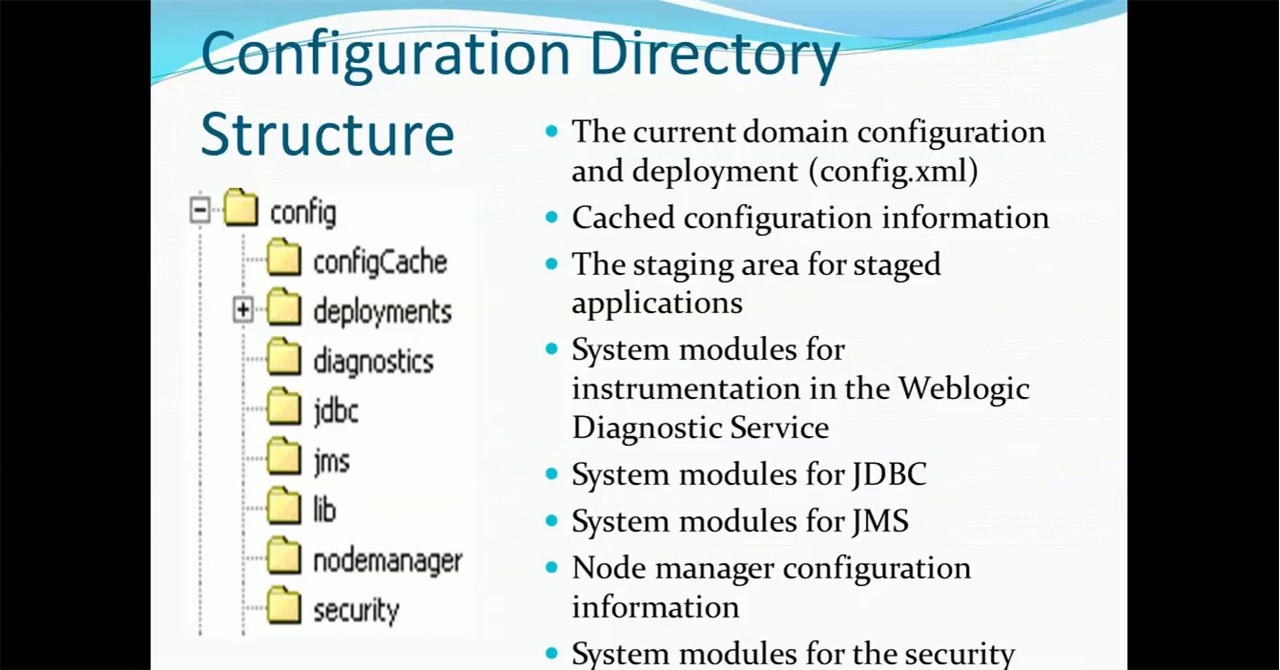 Configuration Directory
Structure
config
configCache
deployments
diagnostics
jdbc
jms
lib
nodemanager
security
• The current domain configuration
and deployment (config.xml)
• Cached configuration information
• The staging area for staged
applications
• System modules for
instrumentation in the Weblogic
Diagnostic Service
• System modules for JDBC
• System modules for JMS
• Node manager configuration
information
• System modules for the security